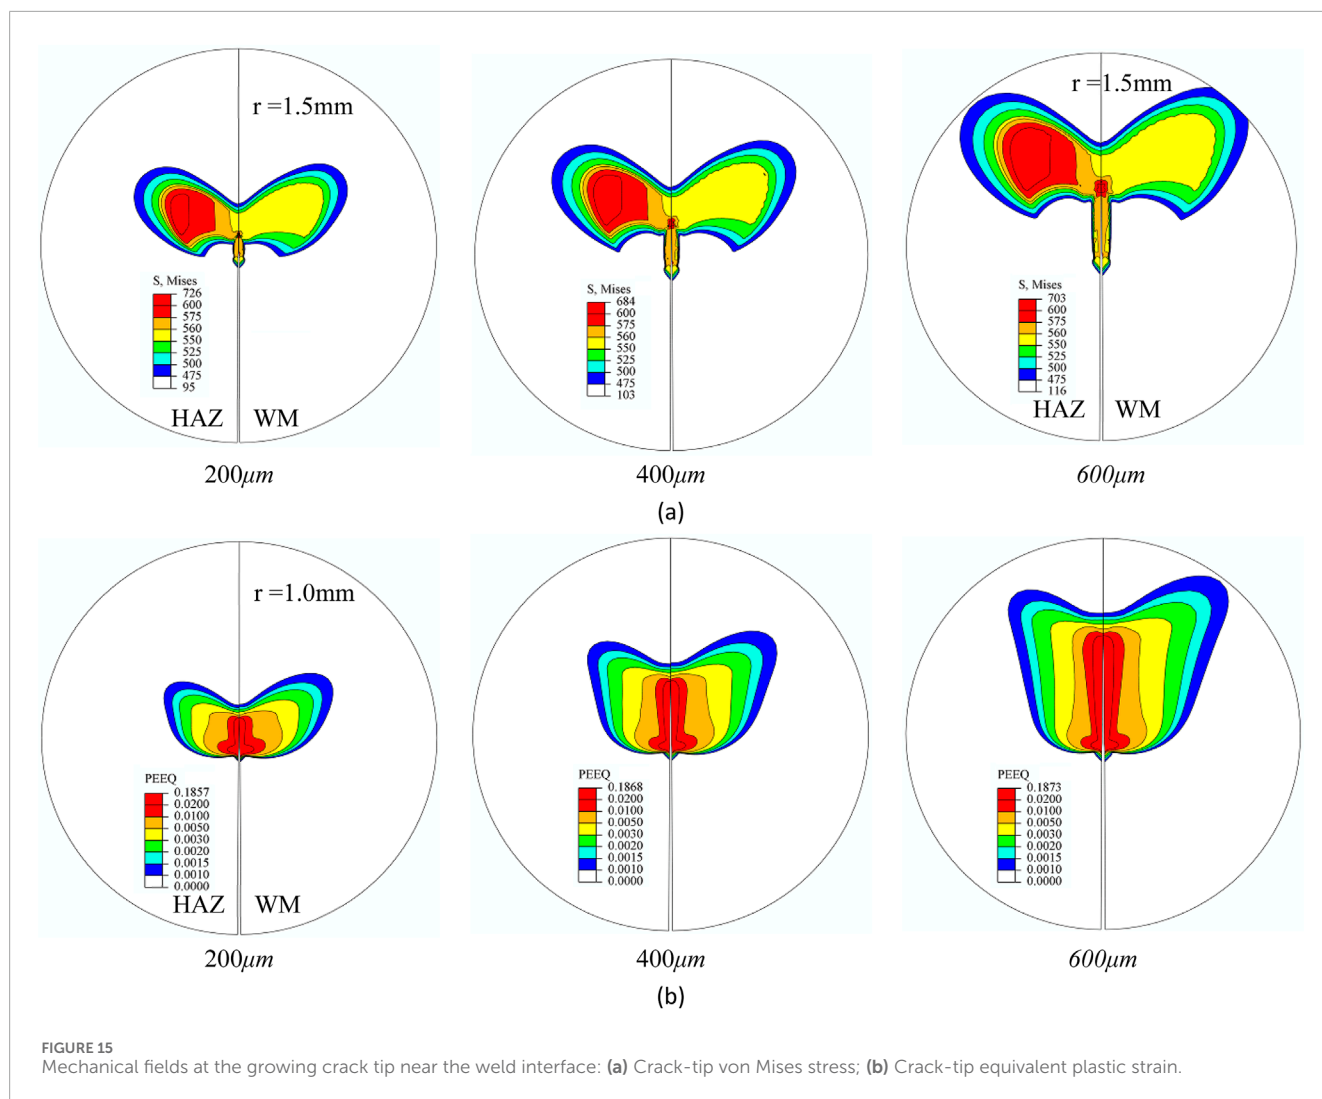 r =1.5mm
S, Mises
726
600
575
560
550
525
500
475
95
HAZ WM
200μm
S, Mises
684
600
575
560
550
525
500
475
103
400μm
r =1.5mm
S, Mises
703
600
575
560
550
525
500
475
116
HAZ WM
600μm
(a)
r =1.0mm
PEEQ
0.1857
0.0200
0.0100
0.0050
0.0030
0.0020
0.0015
0.0010
0.0000
HAZ WM
200μm
PEEQ
0.1868
0.0200
0.0100
0.0050
0.0030
0.0020
0.0015
0.0010
0.0000
400μm
PEEQ
0.1873
0.0200
0.0100
0.0050
0.0030
0.0020
0.0015
0.0010
0.0000
600μm
(b)
FIGURE 15
Mechanical fields at the growing crack tip near the weld interface: (a) Crack-tip von Mises stress; (b) Crack-tip equivalent plastic strain.